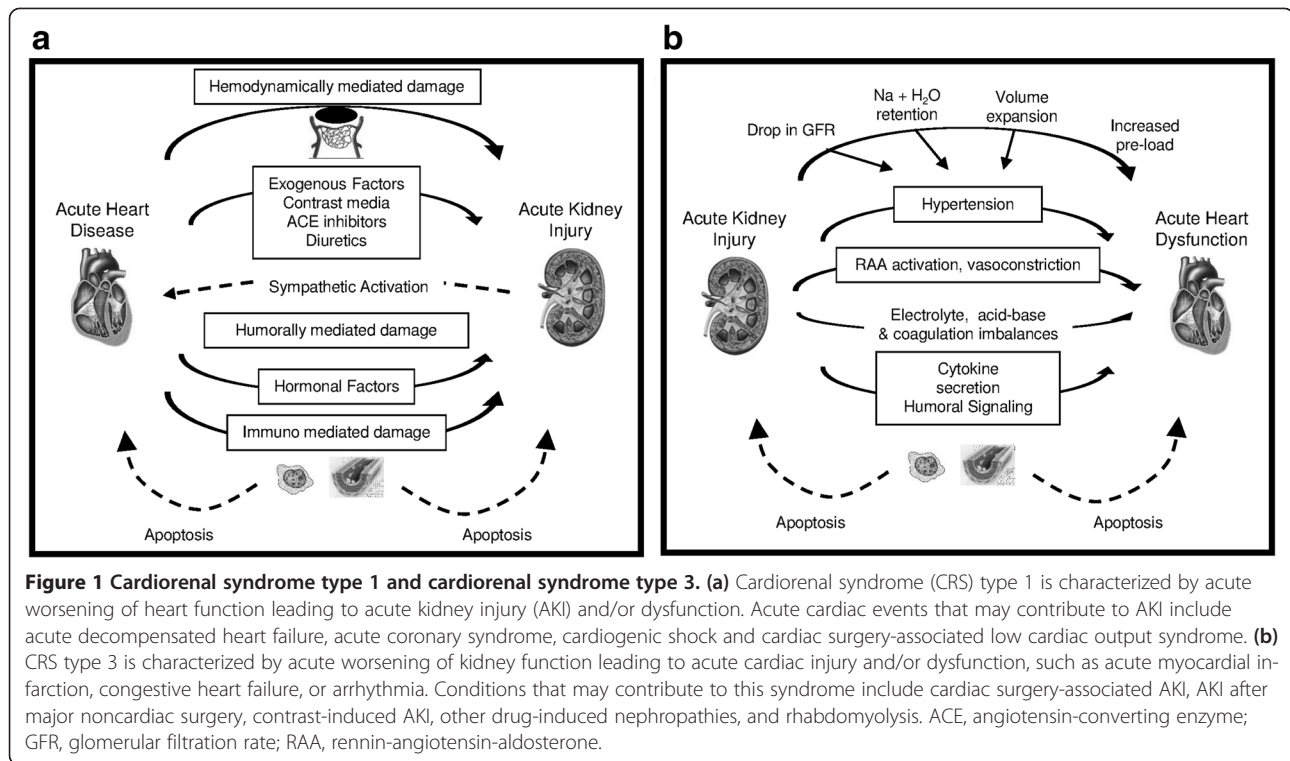 a
Hemodynamically mediated damage
Exogenous Factors
Contrast media
ACE inhibitors
Diuretics
Acute Heart
Disease
Acute Kidney
Injury
Sympathetic Activation
Humorally mediated damage
Hormonal Factors
Immuno mediated damage
Apoptosis
Apoptosis
b
Na + H₂O
retention
Volume
expansion
Drop in GFR
Increased
pre-load
Hypertension
Acute Kidney
Injury
Acute Heart
Dysfunction
RAA activation, vasoconstriction
Electrolyte, acid-base
& coagulation imbalances
Cytokine
secretion
Humoral Signaling
Apoptosis
Apoptosis
Figure 1 Cardiorenal syndrome type 1 and cardiorenal syndrome type 3. (a) Cardiorenal syndrome (CRS) type 1 is characterized by acute
worsening of heart function leading to acute kidney injury (AKI) and/or dysfunction. Acute cardiac events that may contribute to AKI include
acute decompensated heart failure, acute coronary syndrome, cardiogenic shock and cardiac surgery-associated low cardiac output syndrome. (b)
CRS type 3 is characterized by acute worsening of kidney function leading to acute cardiac injury and/or dysfunction, such as acute myocardial in-
farction, congestive heart failure, or arrhythmia. Conditions that may contribute to this syndrome include cardiac surgery-associated AKI, AKI after
major noncardiac surgery, contrast-induced AKI, other drug-induced nephropathies, and rhabdomyolysis. ACE, angiotensin-converting enzyme;
GFR, glomerular filtration rate; RAA, rennin-angiotensin-aldosterone.